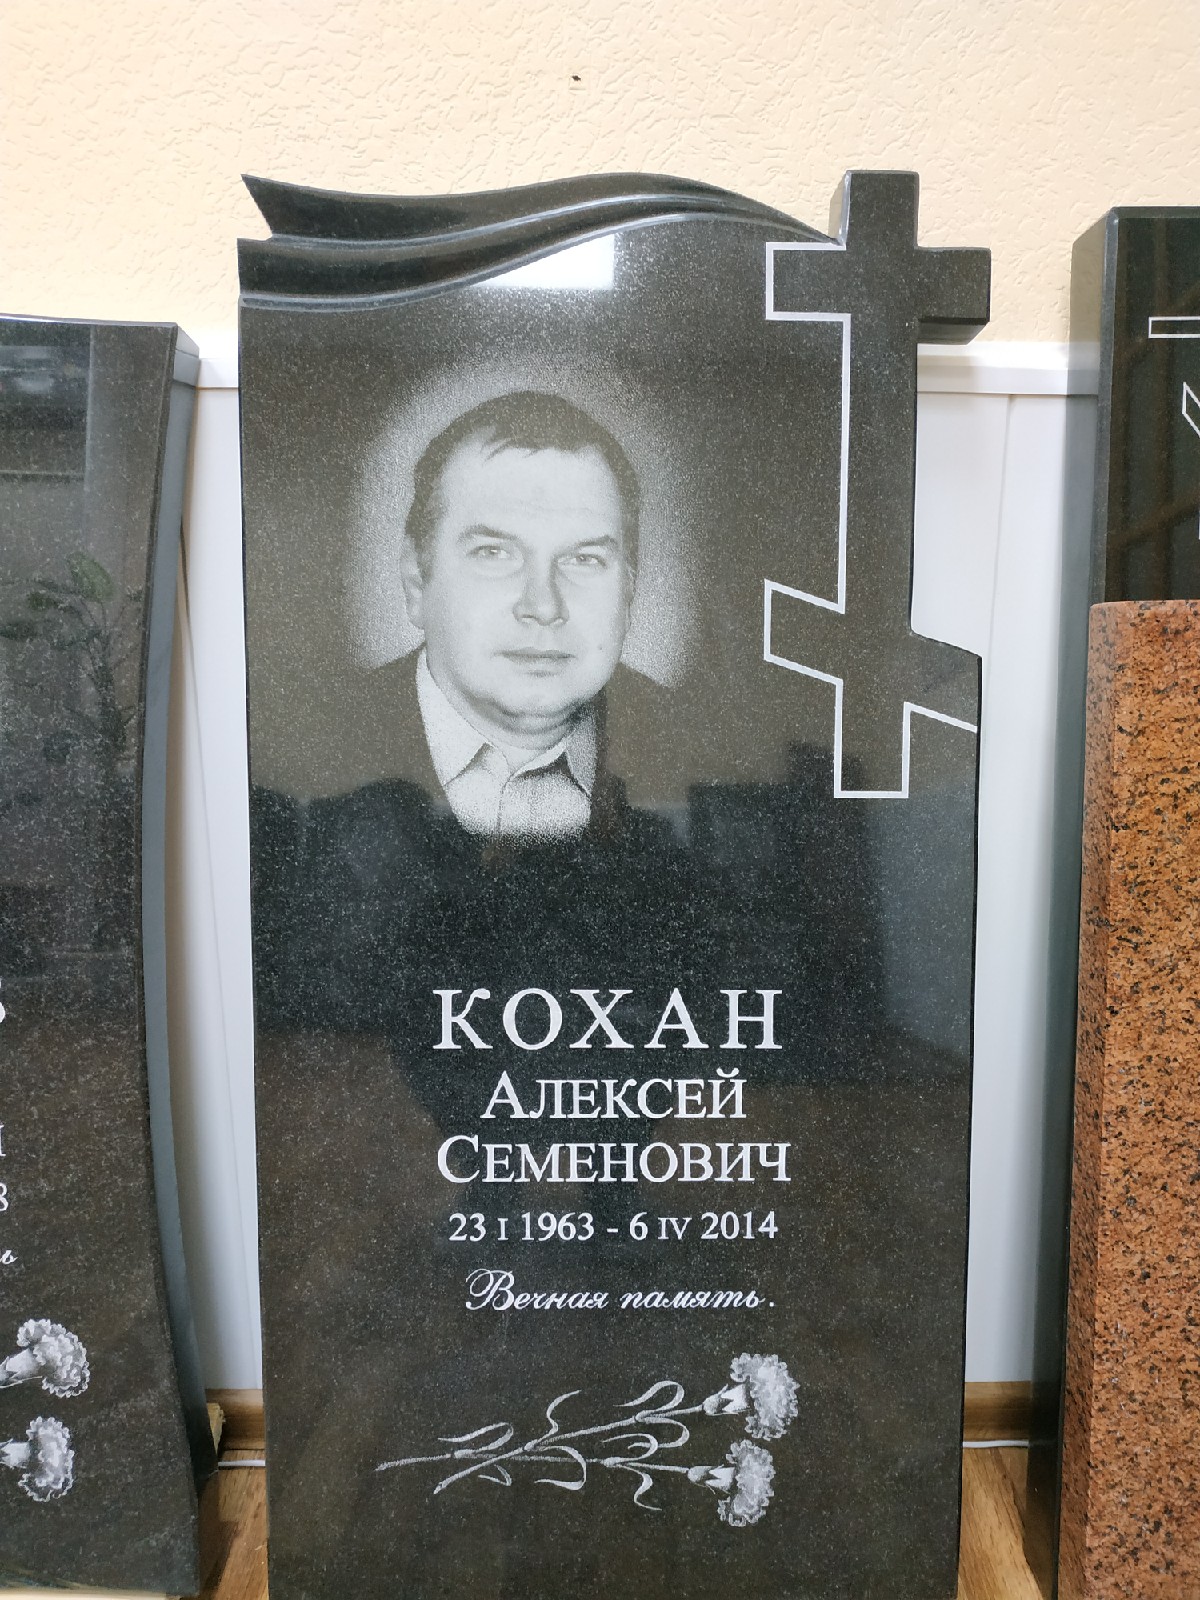 КОХАН
АЛЕКСЕЙ
СЕМЕНОВИЧ
23 I 1963 - 6 IV 2014
Вечная память.